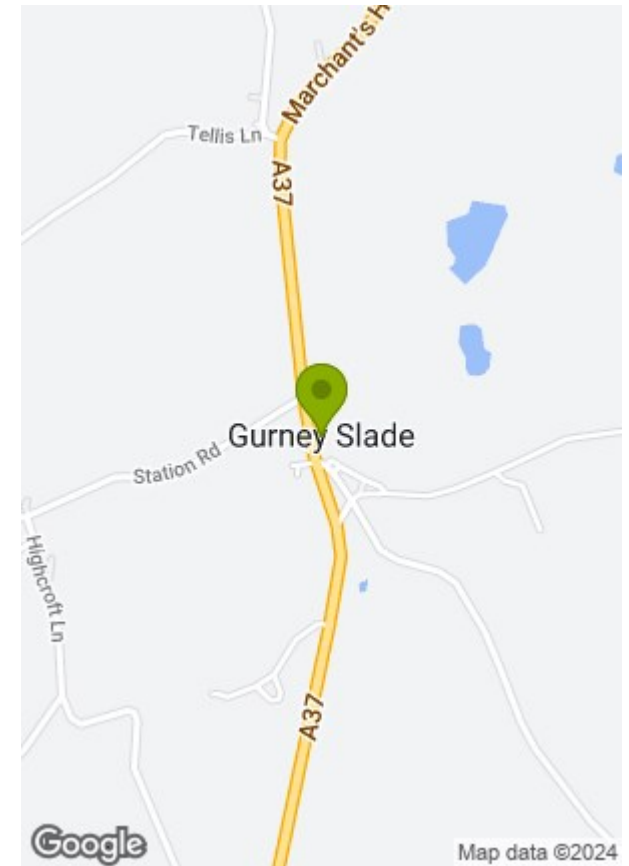 Marchant's H
Tellis Ln
A37
Gurney Slade
Station Rd
Highcroft Ln
A37
Google
Map data ©2024